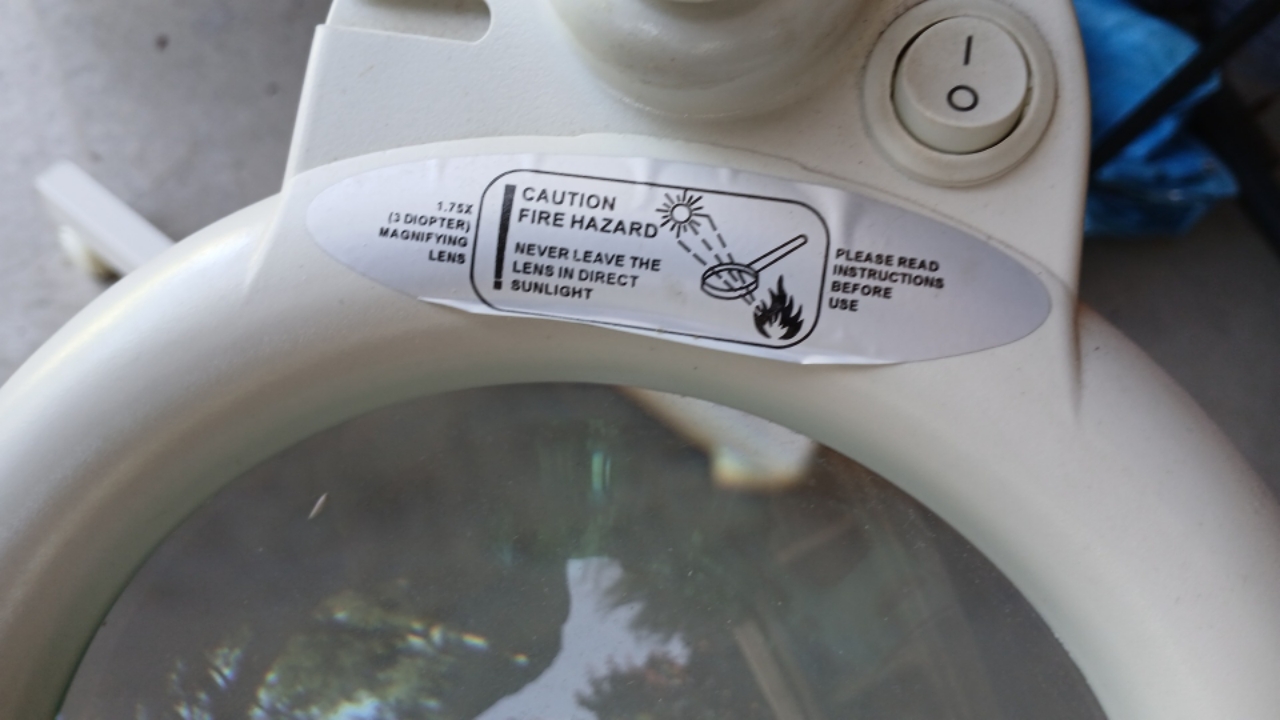 I
O
1.75X
(3 DIOPTER)
MAGNIFYING
LENS
CAUTION
FIRE HAZARD
NEVER LEAVE THE
LENS IN DIRECT
SUNLIGHT
PLEASE READ
INSTRUCTIONS
BEFORE
USE